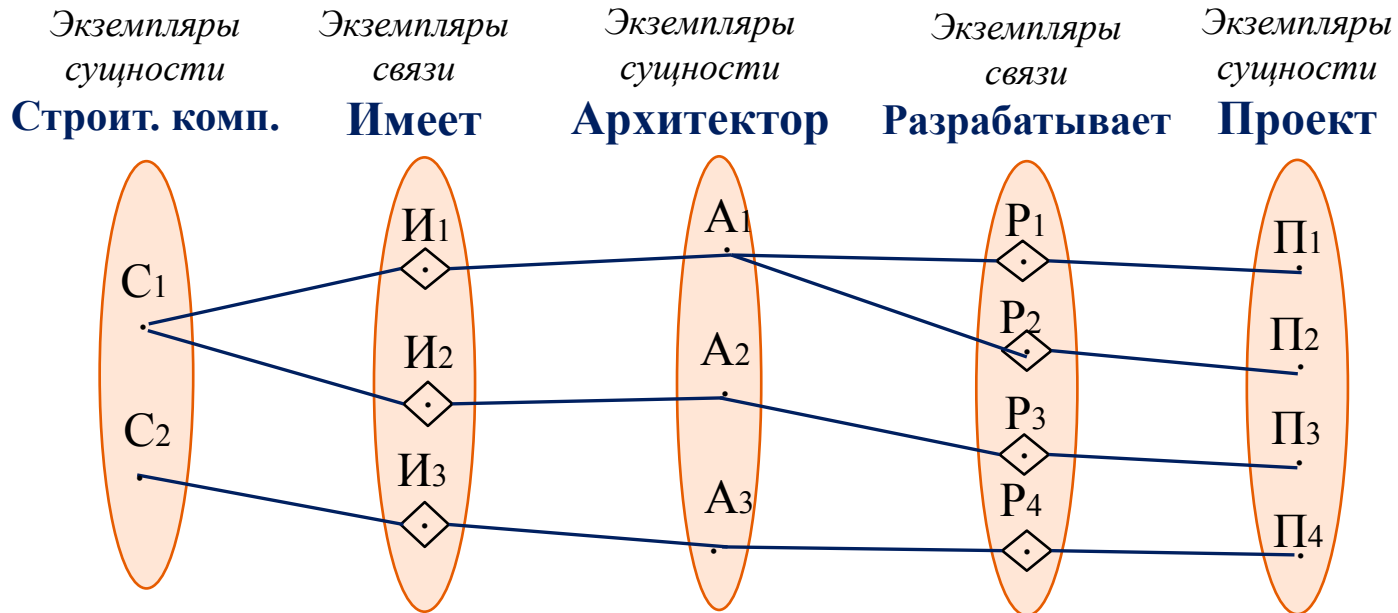 Экземпляры сущности
Строит. комп.
Экземпляры связи
Имеет
Экземпляры сущности
Архитектор
Экземпляры связи
Разрабатывает
Экземпляры сущности
Проект
С1
С2
И1
И2
И3
А1
А2
А3
Р1
Р2
Р3
Р4
П1
П2
П3
П4